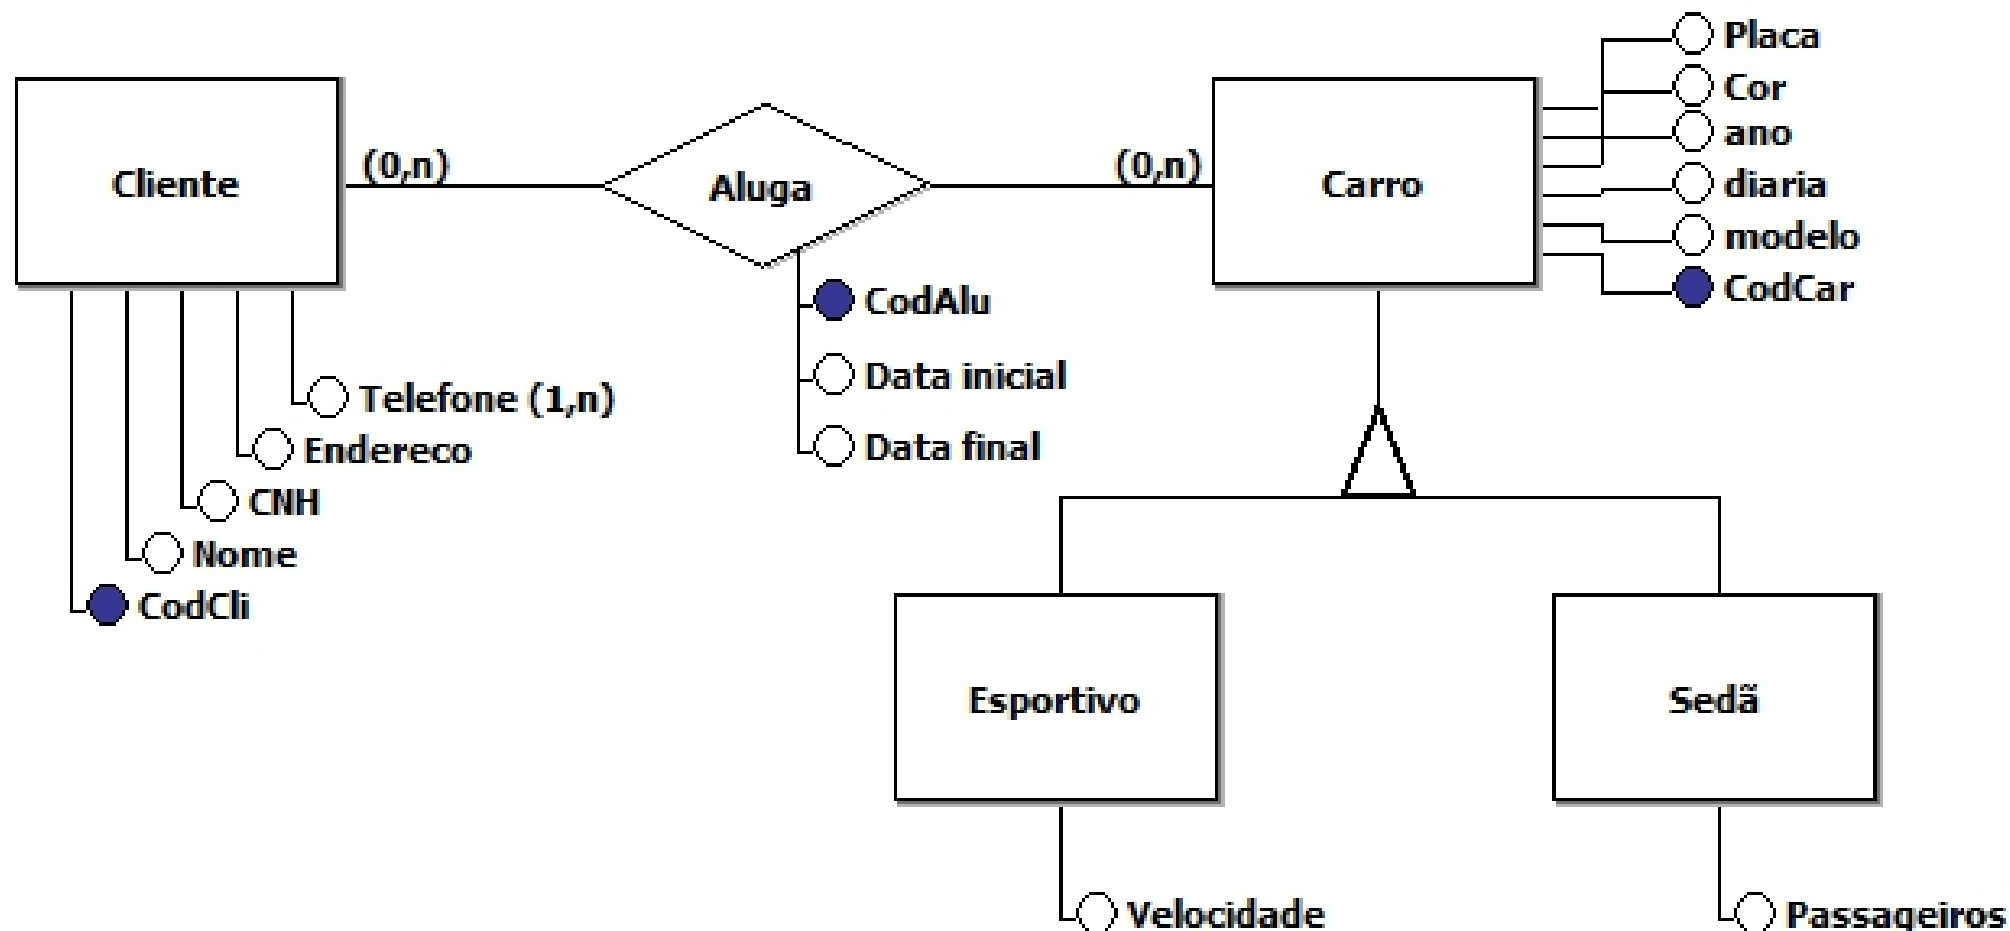 Placa
Cor
ano
diaria
modelo
CodCar
Cliente
(0,n)
Aluga
(0,n)
Carro
CodAlu
Data inicial
Data final
Telefone (1,n)
Endereco
CNH
Nome
CodCli
Esportivo
Sedã
Velocidade
Passageiros